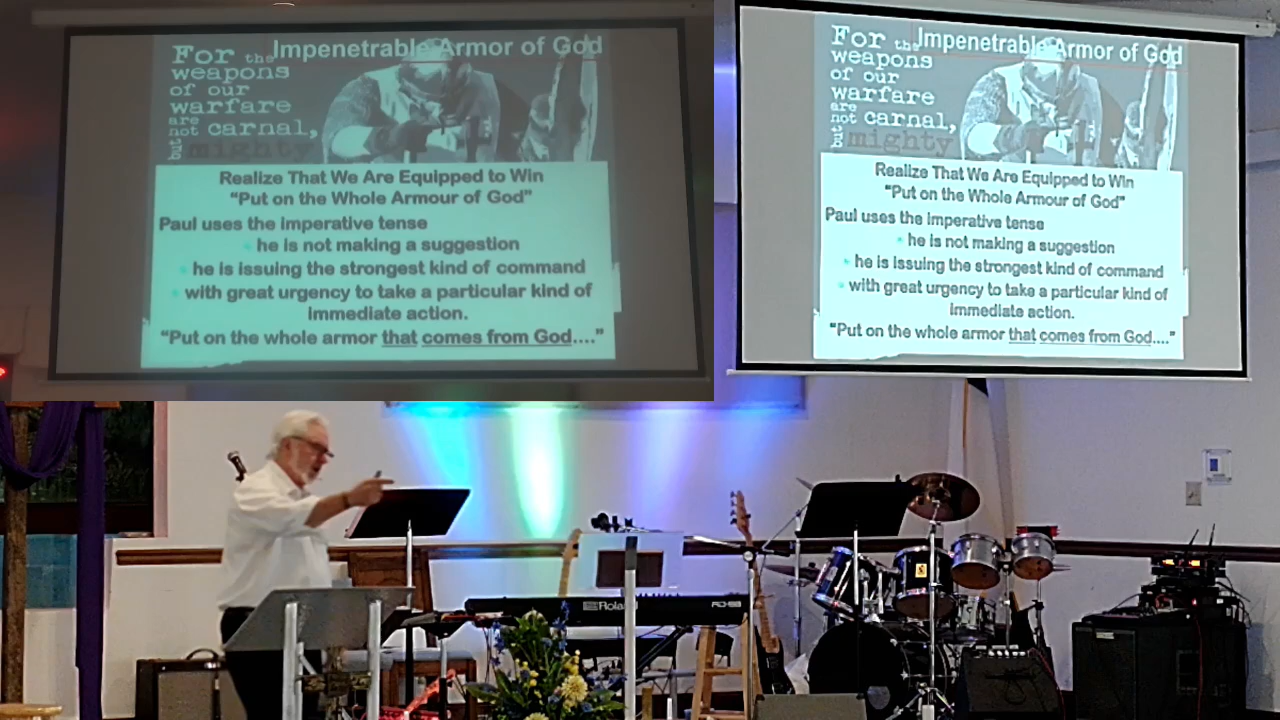 Impenetrable Armor of God
For the
weapons
of our
warfare
are
not carnal,
but mighty
Realize That We Are Equipped to Win
“Put on the Whole Armour of God”
Paul uses the imperative tense
he is not making a suggestion
he is issuing the strongest kind of command
with great urgency to take a particular kind of
immediate action.
“Put on the whole armor that comes from God....”
Impenetrable Armor of God
For the
weapons
of our
warfare
are
not carnal,
but mighty
Realize That We Are Equipped to Win
“Put on the Whole Armour of God”
Paul uses the imperative tense
he is not making a suggestion
he is issuing the strongest kind of command
with great urgency to take a particular kind of
immediate action.
“Put on the whole armor that comes from God....”
Roland